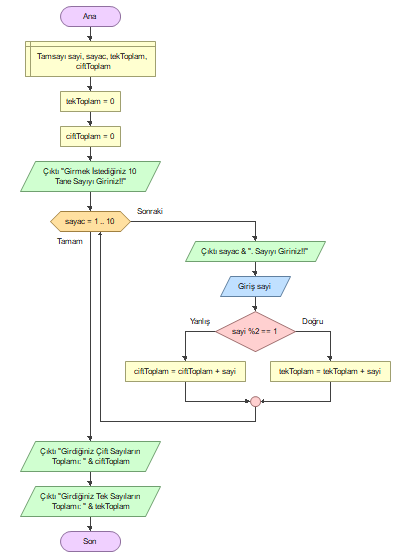 Ana
Tamsayı sayi, sayac, tekToplam,
ciftToplam
tekToplam = 0
ciftToplam = 0
Çıktı "Girmek İstediğiniz 10
Tane Sayıyı Giriniz!!"
sayac = 1 .. 10
Sonraki
Tamam
Çıktı sayac & ". Sayıyı Giriniz!!"
Giriş sayi
sayi %2 == 1
Yanlış
Doğru
ciftToplam = ciftToplam + sayi
tekToplam = tekToplam + sayi
Çıktı "Girdiğiniz Çift Sayıların
Toplamı: " & ciftToplam
Çıktı "Girdiğiniz Tek Sayıların
Toplamı: " & tekToplam
Son